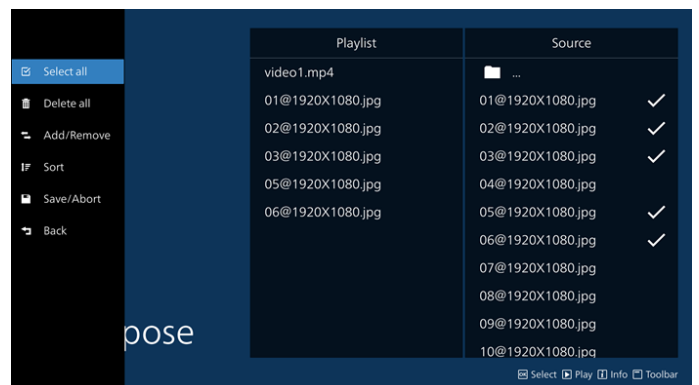 Select all
Delete all
Add/Remove
Sort
Save/Abort
Back
pose
Playlist
video1.mp4
01@1920X1080.jpg
02@1920X1080.jpg
03@1920X1080.jpg
05@1920X1080.jpg
06@1920X1080.jpg
Source
...
01@1920X1080.jpg
02@1920X1080.jpg
03@1920X1080.jpg
04@1920X1080.jpg
05@1920X1080.jpg
06@1920X1080.jpg
07@1920X1080.jpg
08@1920X1080.jpg
09@1920X1080.jpg
10@1920X1080.jpg
OK Select Play i Info Toolbar